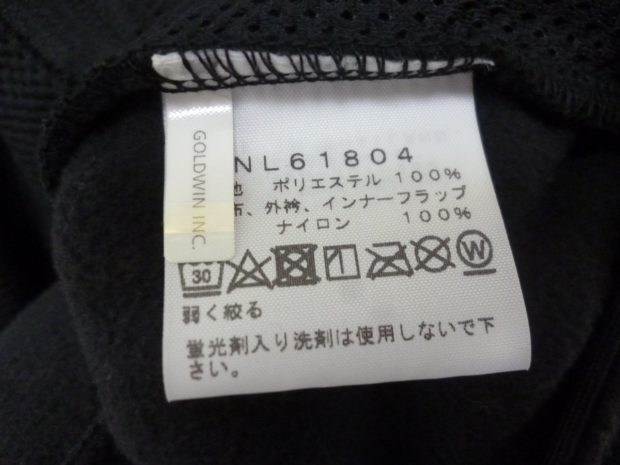 GOLDWIN INC.
NL61804
地 ポリエステル 100%
布、外衿、インナーフラップ
ナイロン 100%
30
W
弱く絞る
蛍光剤入り洗剤は使用しないで下
さい。